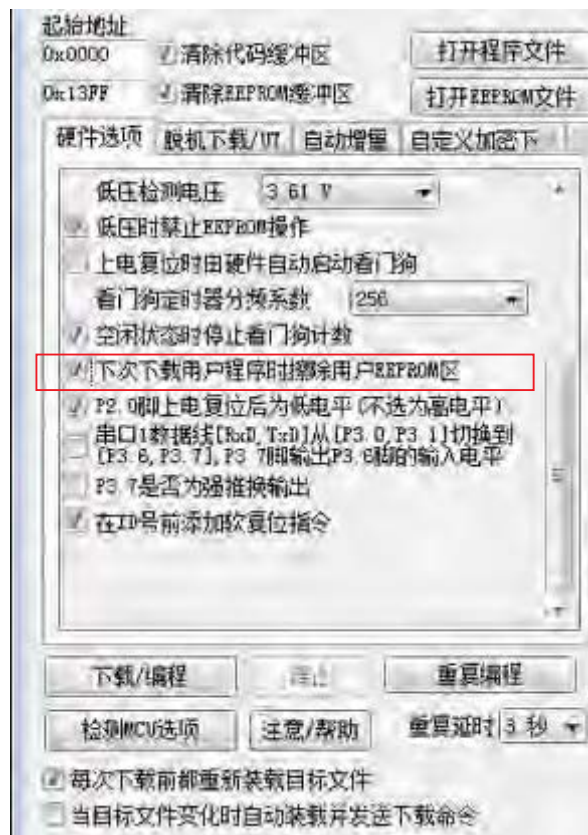 起始地址
0x0000 清除代码缓冲区 打开程序文件
0x13FF 清除EEPROM缓冲区 打开EEPROM文件
硬件选项 脱机下载/U7 自动增量 自定义加密下
低压检测电压 3.61 V
低压时禁止EEPROM操作
上电复位时由硬件自动启动看门狗
看门狗定时器分频系数 256
空闲状态时停止看门狗计数
下次下载用户程序时擦除用户EEPROM区
P2.0脚上电复位后为低电平(不选为高电平)
串口1数据线[RxD,TxD]从[P3.0,P3.1]切换到
[P3.6,P3.7],P3.7脚输出P3.6脚的输入电平
P3.7是否为强推挽输出
在ID号前添加软复位指令
下载/编程 停止 重复编程
检测MCU选项 注意/帮助 重复延时 3 秒
每次下载前都重新装载目标文件
当目标文件变化时自动装载并发送下载命令